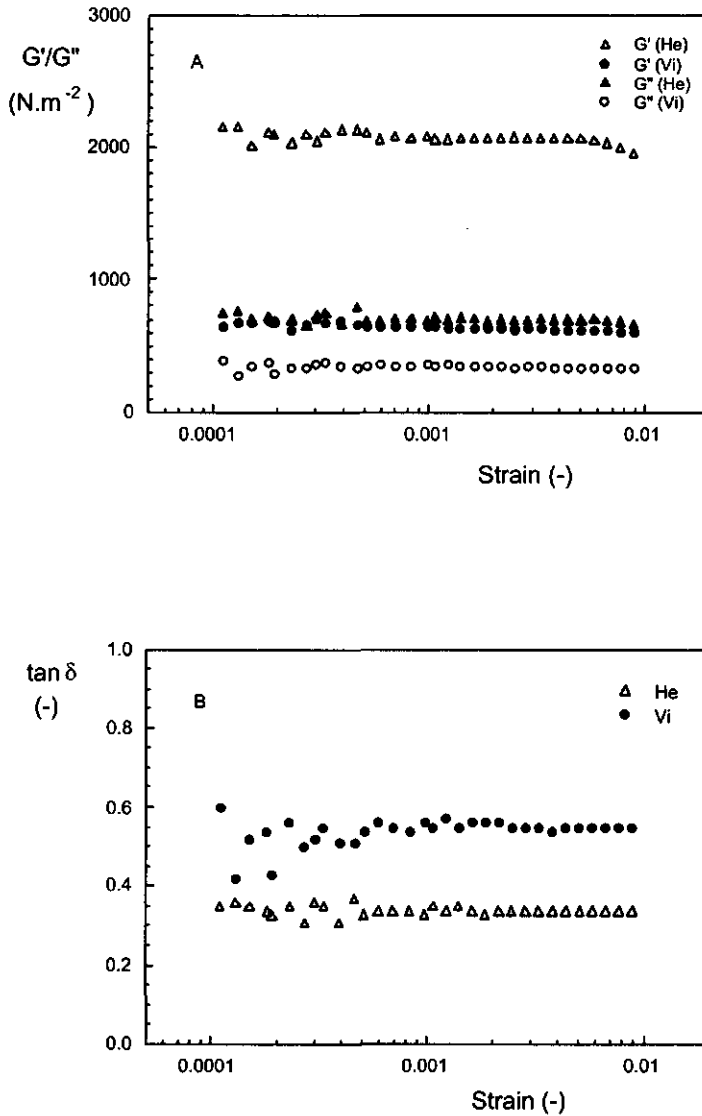 3000
G'/G"
A
G' (He)
G' (Vi)
(N.m⁻²)
G" (He)
G" (Vi)
2000
1000
0
0.0001
0.001
0.01
Strain (-)
1.0
tan δ
(-)
B
He
Vi
0.8
0.6
0.4
0.2
0.0
0.0001
0.001
0.01
Strain (-)